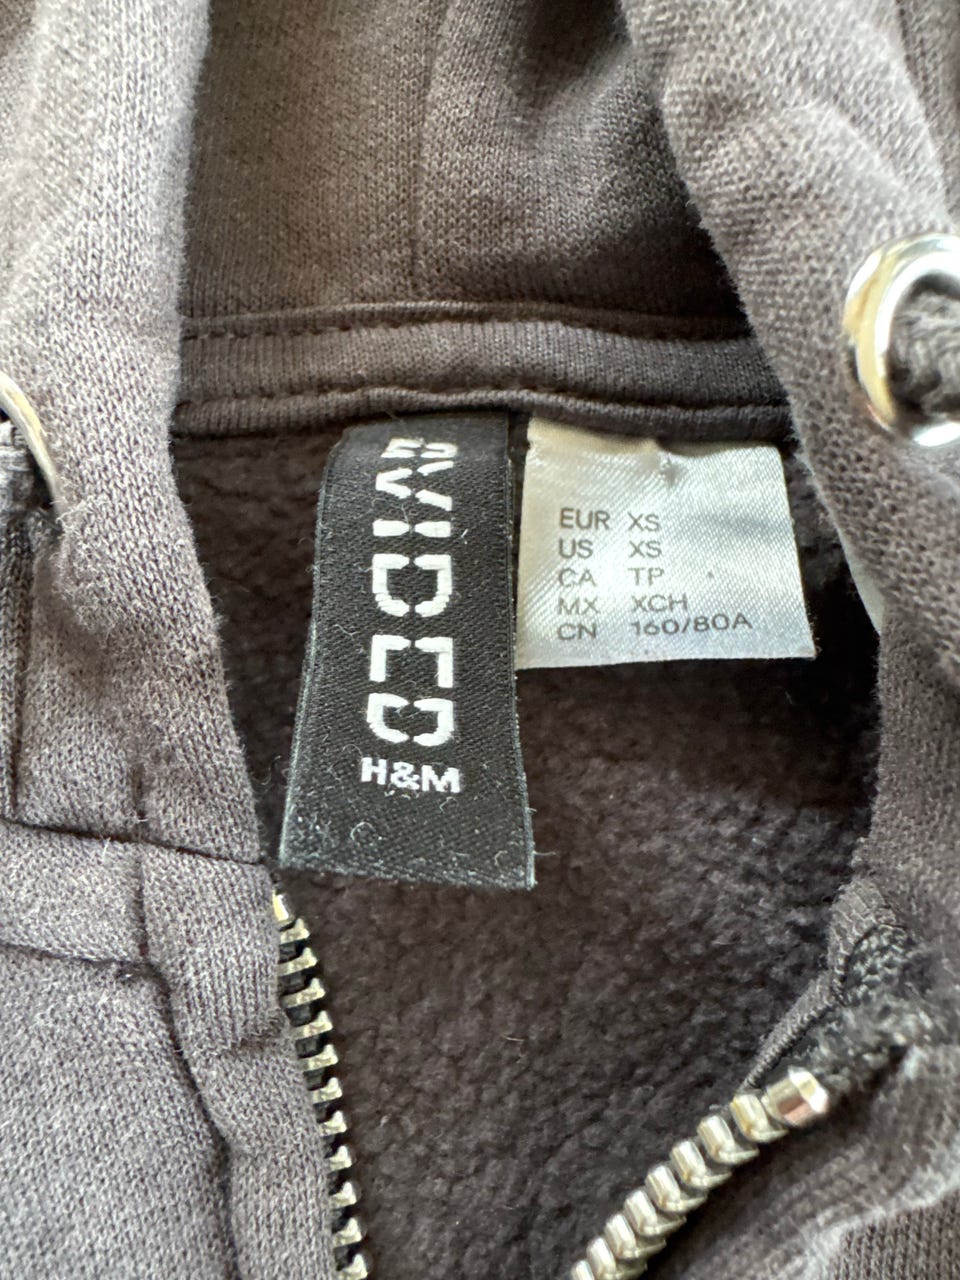 DIVIDED
H&M
EUR XS
US XS
CA TP
MX XCH
CN 160/80A